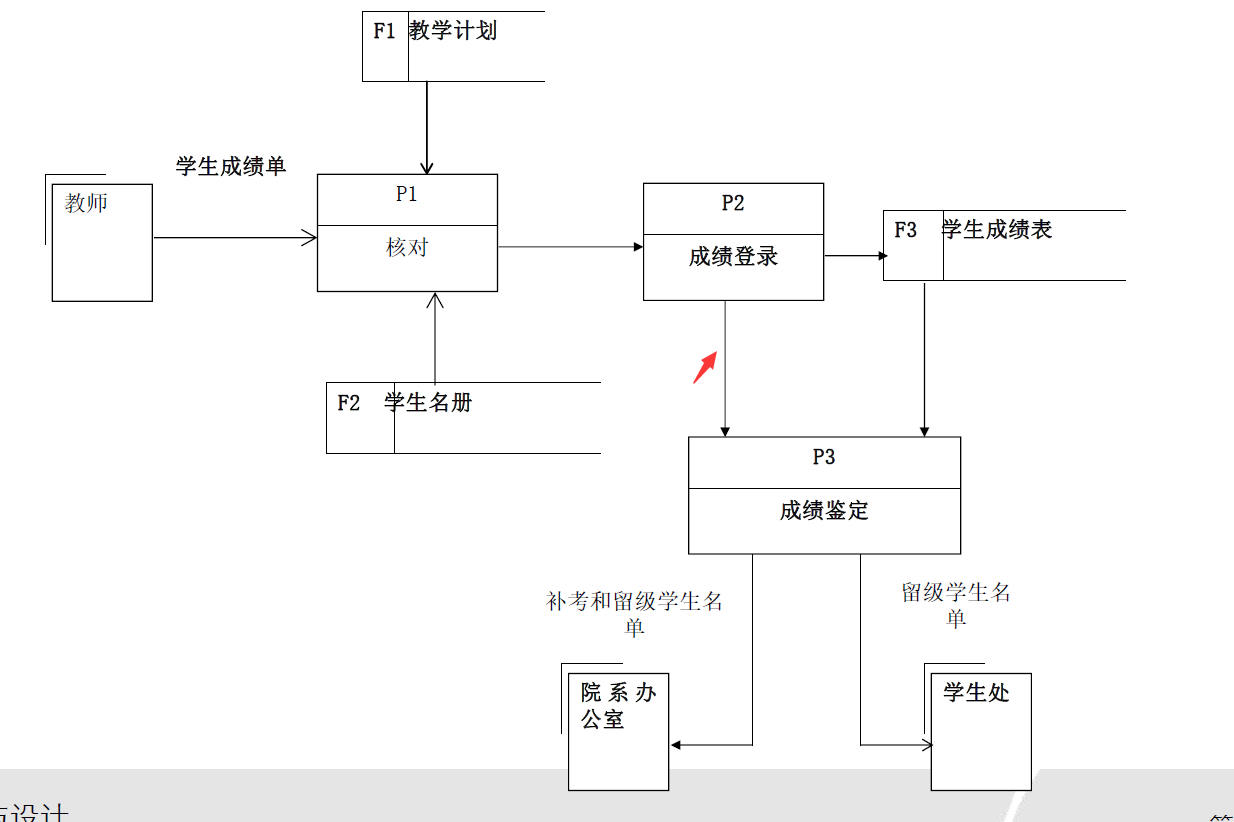 F1 教学计划
学生成绩单
教师
P1
核对
P2
成绩登录
F3 学生成绩表
F2 学生名册
P3
成绩鉴定
补考和留级学生名
单
留级学生名
单
院系办
公室
学生处
与设计